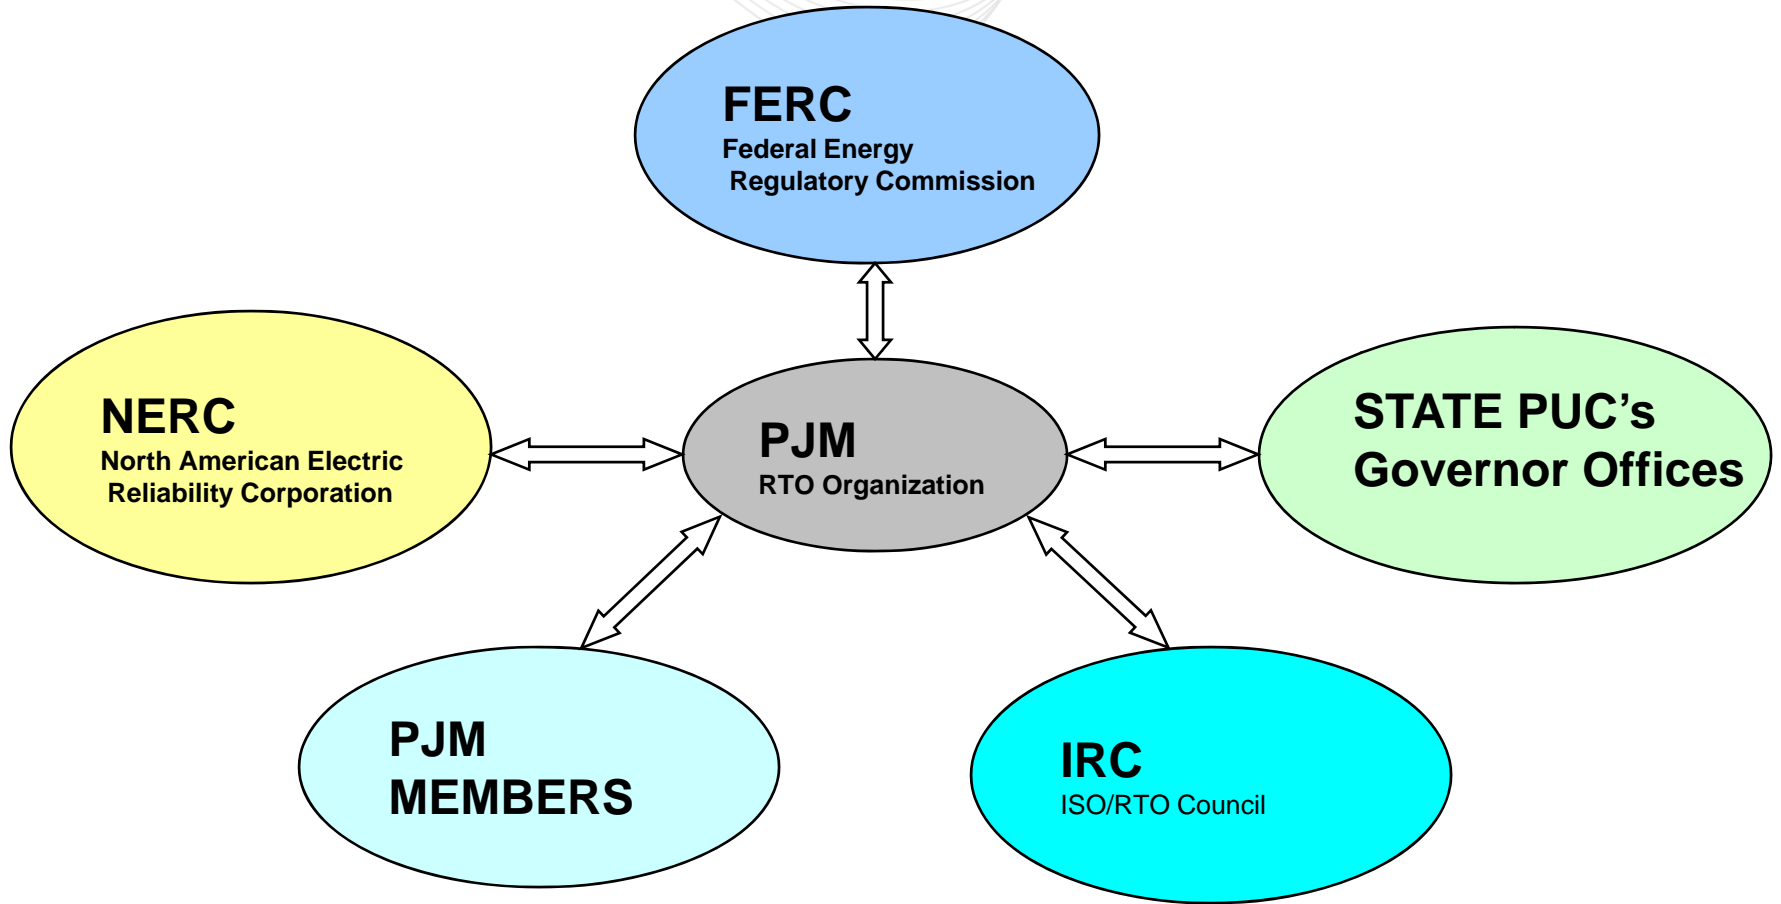 FERC
Federal Energy
Regulatory Commission
NERC
North American Electric
Reliability Corporation
PJM
RTO Organization
STATE PUC’s
Governor Offices
PJM
MEMBERS
IRC
ISO/RTO Council